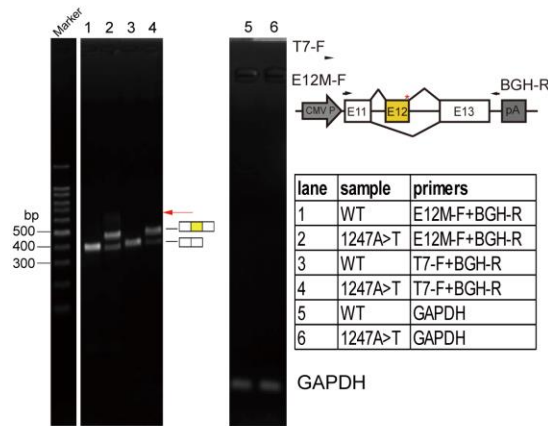 Marker 1 2 3 4
bp
500
400
300
5 6
GAPDH
T7-F
E12M-F
BGH-R
CMV P E11 E12 * E13 pA
lane sample primers
1 WT E12M-F+BGH-R
2 1247A>T E12M-F+BGH-R
3 WT T7-F+BGH-R
4 1247A>T T7-F+BGH-R
5 WT GAPDH
6 1247A>T GAPDH